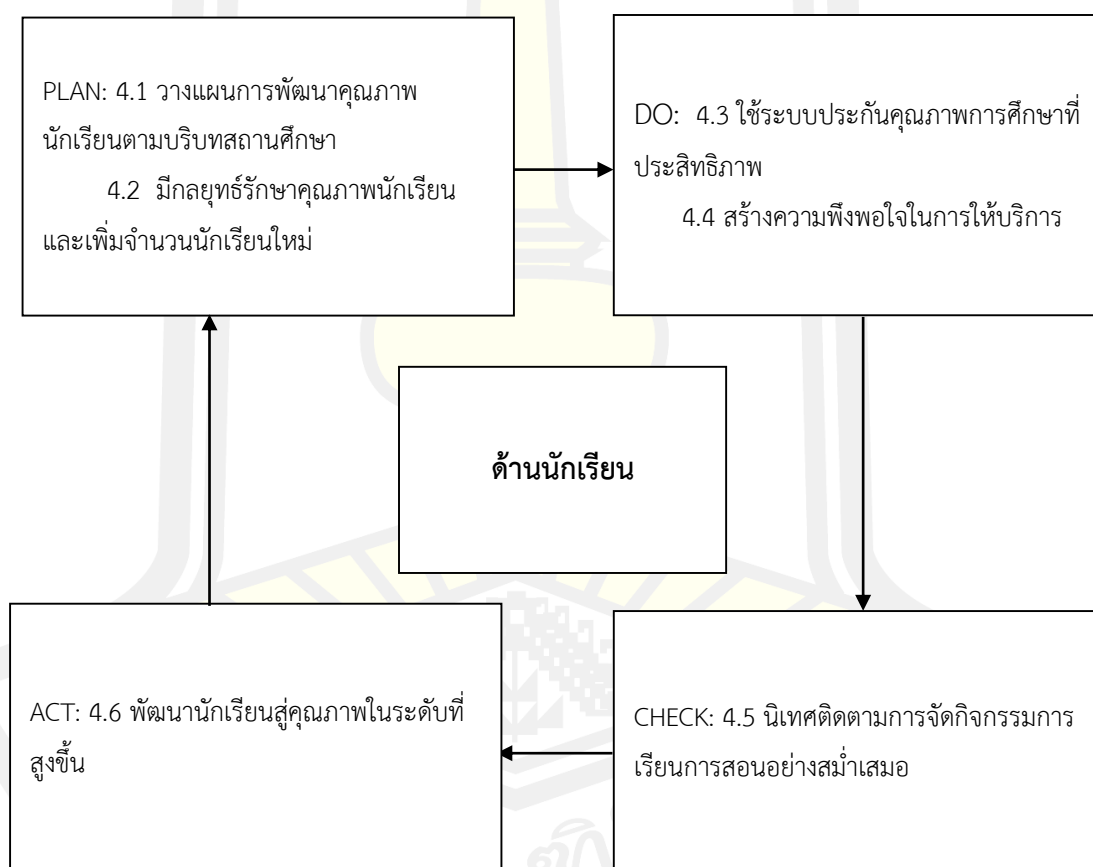 PLAN: 4.1 วางแผนการพัฒนาคุณภาพ
นักเรียนตามบริบทสถานศึกษา
4.2 มีกลยุทธ์รักษาคุณภาพนักเรียน
และเพิ่มจำนวนนักเรียนใหม่
DO: 4.3 ใช้ระบบประกันคุณภาพการศึกษาที่
ประสิทธิภาพ
4.4 สร้างความพึงพอใจในการให้บริการ
ด้านนักเรียน
ACT: 4.6 พัฒนานักเรียนสู่คุณภาพในระดับที่
สูงขึ้น
CHECK: 4.5 นิเทศติดตามการจัดกิจกรรมการ
เรียนการสอนอย่างสม่ำเสมอ